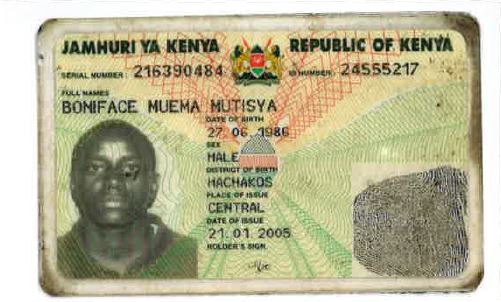 JAMHURI YA KENYA REPUBLIC OF KENYA
SERIAL NUMBER: 216390484 ID NUMBER: 24555217
FULL NAMES
BONIFACE MUEMA MUTISYA
DATE OF BIRTH
27.06.1986
SEX
MALE
DISTRICT OF BIRTH
MACHAKOS
PLACE OF ISSUE
CENTRAL
DATE OF ISSUE
21.01.2005
HOLDER'S SIGN.